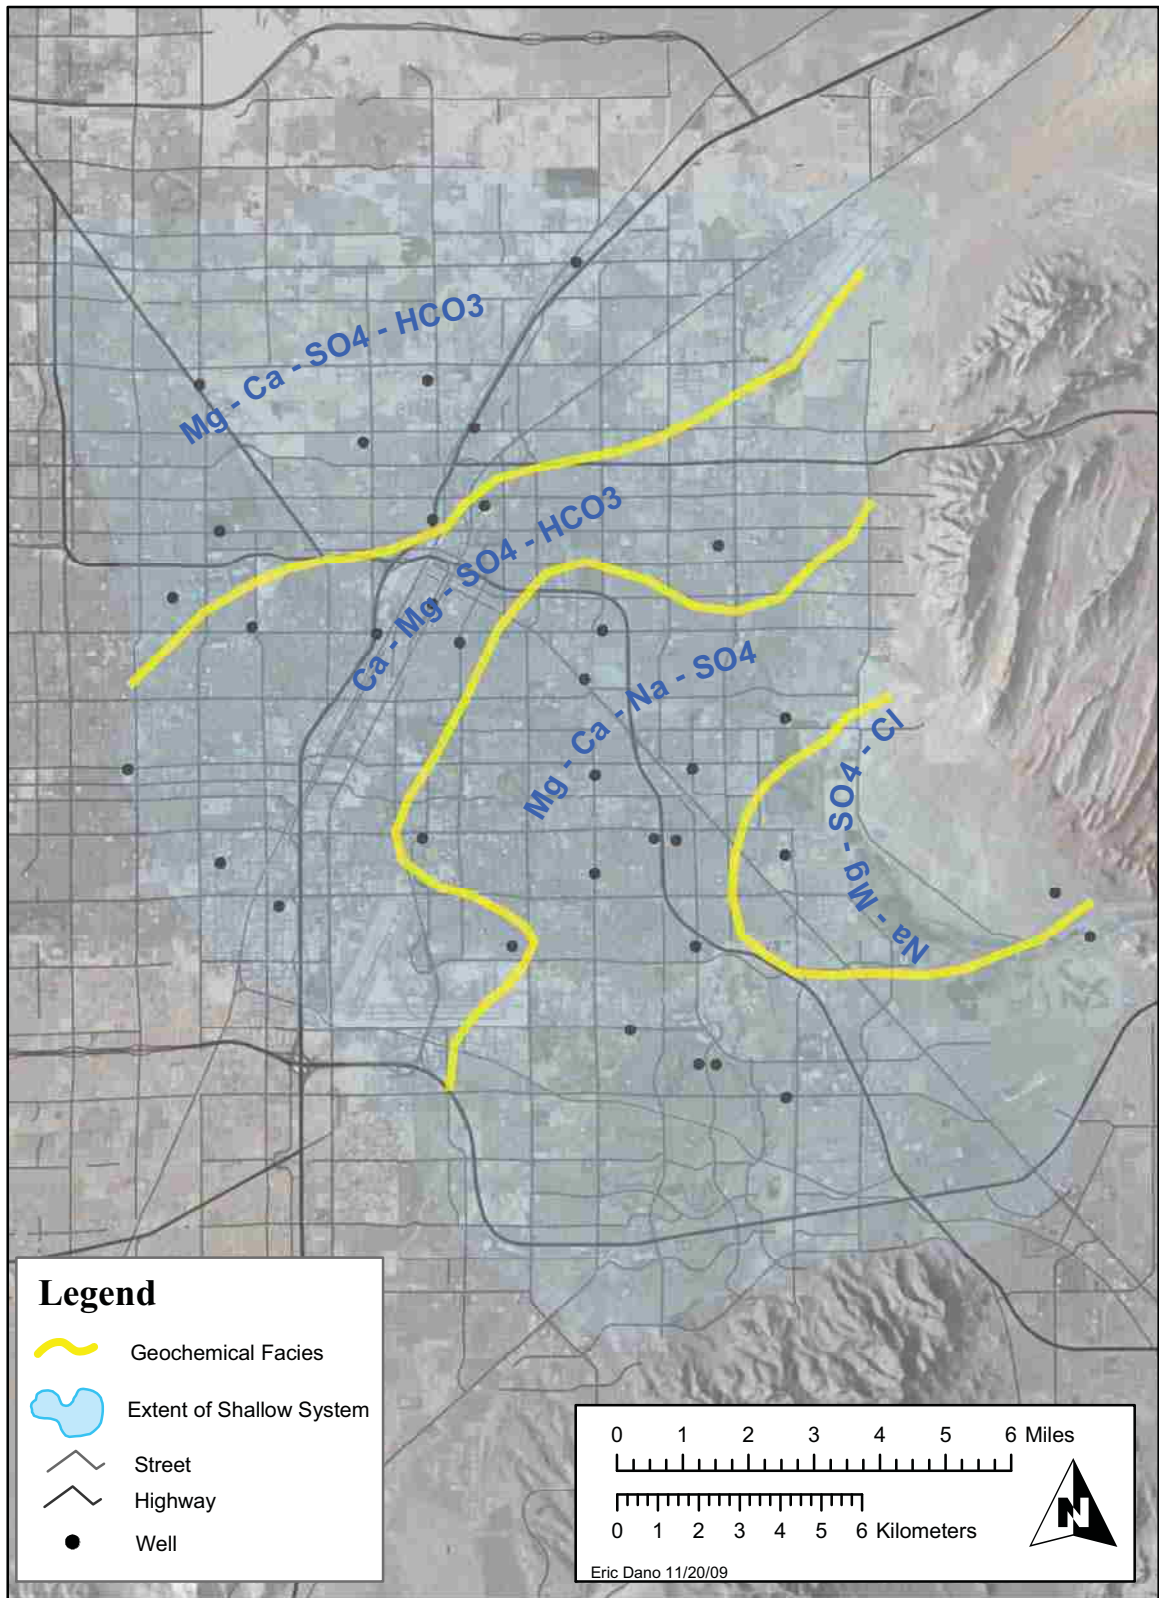 Mg - Ca - SO4 - HCO3
Ca - Mg - SO4 - HCO3
Mg - Ca - Na - SO4
Na - Mg - SO4 - Cl
Legend
Geochemical Facies
Extent of Shallow System
Street
Highway
Well
0 1 2 3 4 5 6 Miles
0 1 2 3 4 5 6 Kilometers
N
Eric Dano 11/20/09